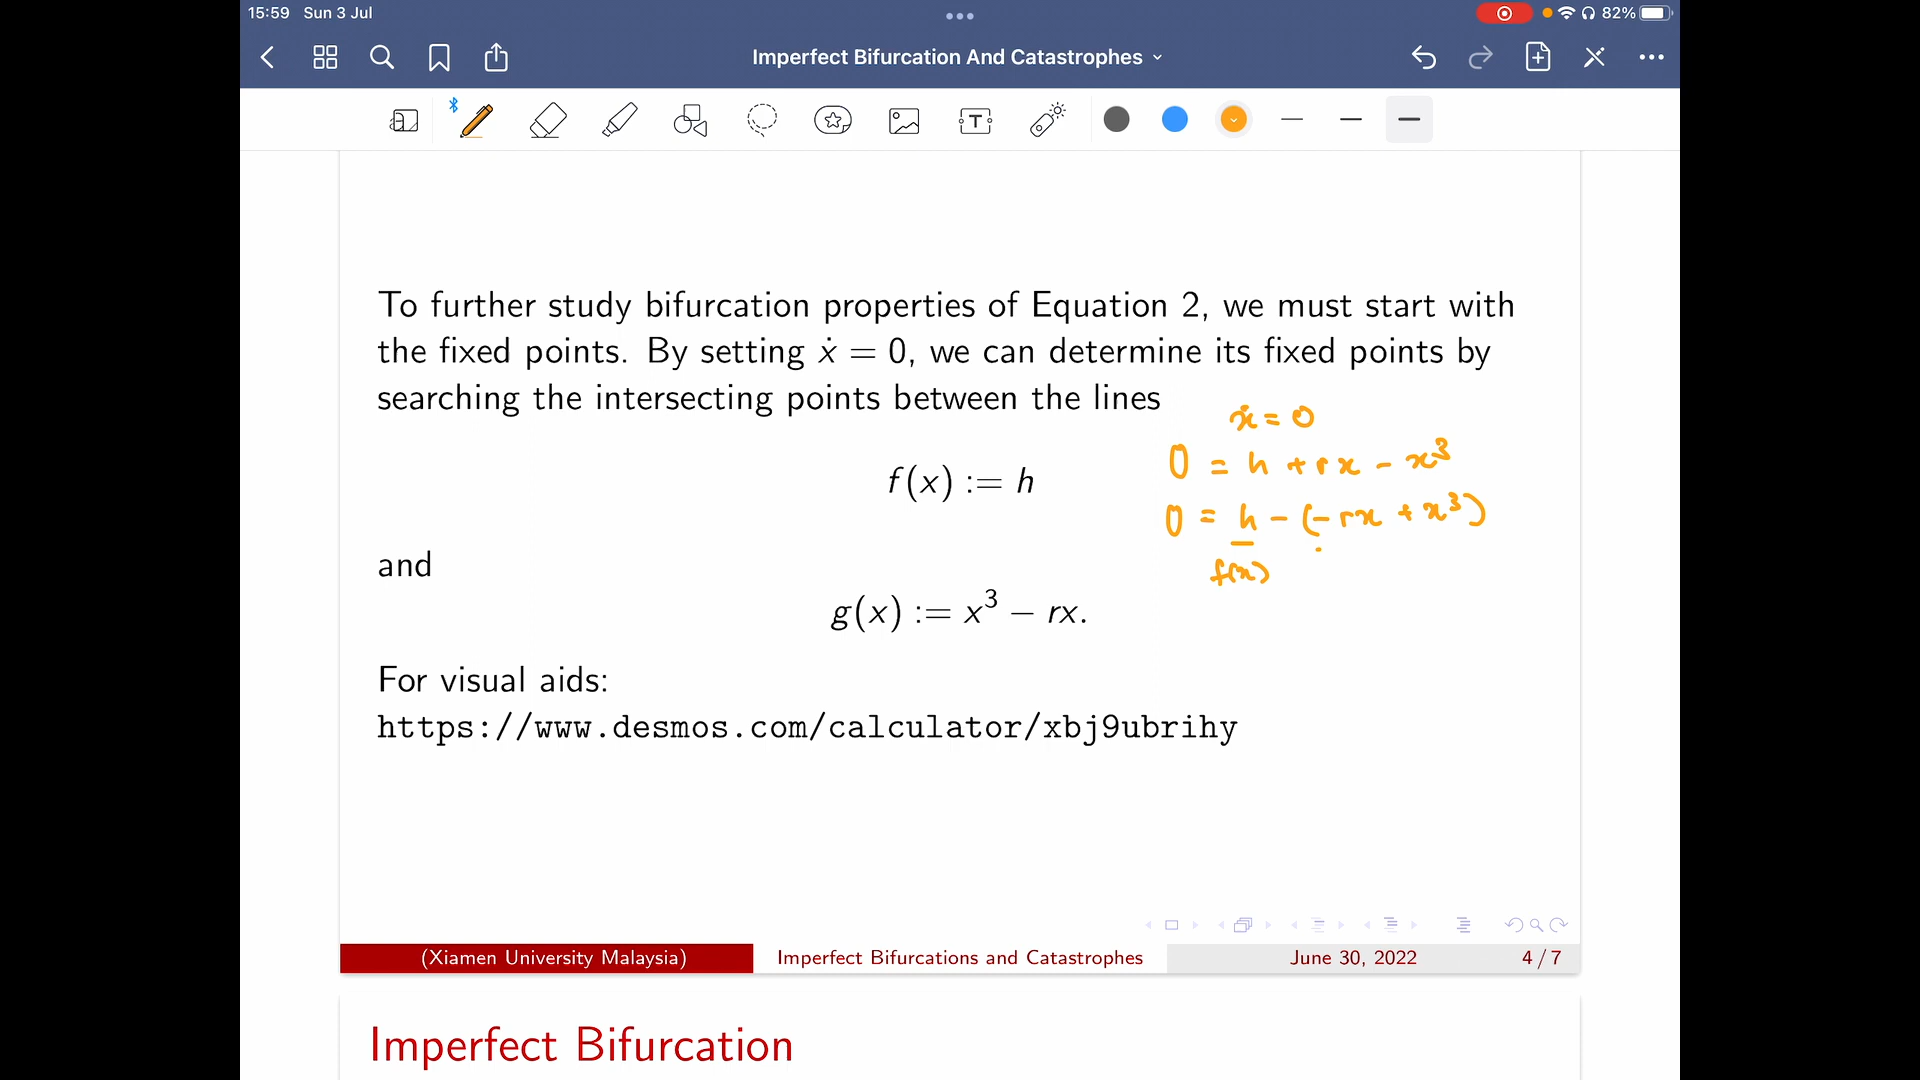 15:59 Sun 3 Jul
82%
Imperfect Bifurcation And Catastrophes
To further study bifurcation properties of Equation 2, we must start with
the fixed points. By setting ẋ = 0, we can determine its fixed points by
searching the intersecting points between the lines
ẋ = 0
0 = h + rx - x³
f(x) := h
0 = h - (-rx + x³)
f(x)
and
g(x) := x³ − rx.
For visual aids:
https://www.desmos.com/calculator/xbj9ubrihy
(Xiamen University Malaysia) Imperfect Bifurcations and Catastrophes June 30, 2022 4 / 7
Imperfect Bifurcation